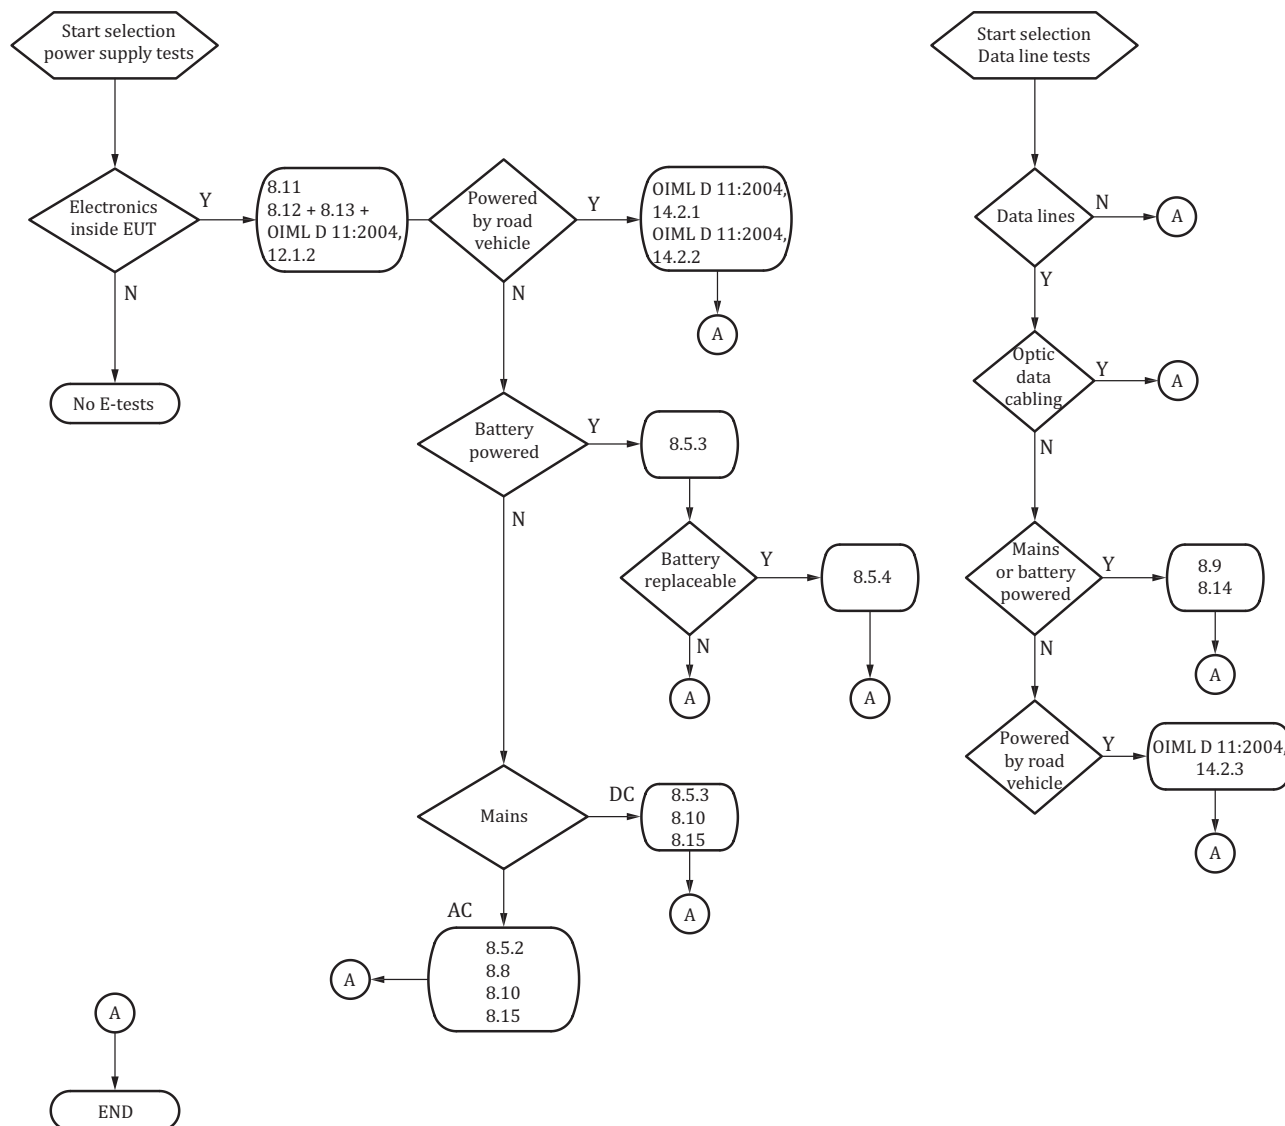 Start selection
power supply tests
Electronics
inside EUT
Y
N
No E-tests
8.11
8.12 + 8.13 +
OIML D 11:2004,
12.1.2
Powered
by road
vehicle
Y
N
OIML D 11:2004,
14.2.1
OIML D 11:2004,
14.2.2
A
Battery
powered
Y
N
8.5.3
Battery
replaceable
Y
N
8.5.4
A
A
Mains
DC
AC
8.5.3
8.10
8.15
A
8.5.2
8.8
8.10
8.15
A
A
END
Start selection
Data line tests
Data lines
N
A
Y
Optic
data
cabling
Y
A
N
Mains
or battery
powered
Y
8.9
8.14
A
N
Powered
by road
vehicle
Y
OIML D 11:2004,
14.2.3
A